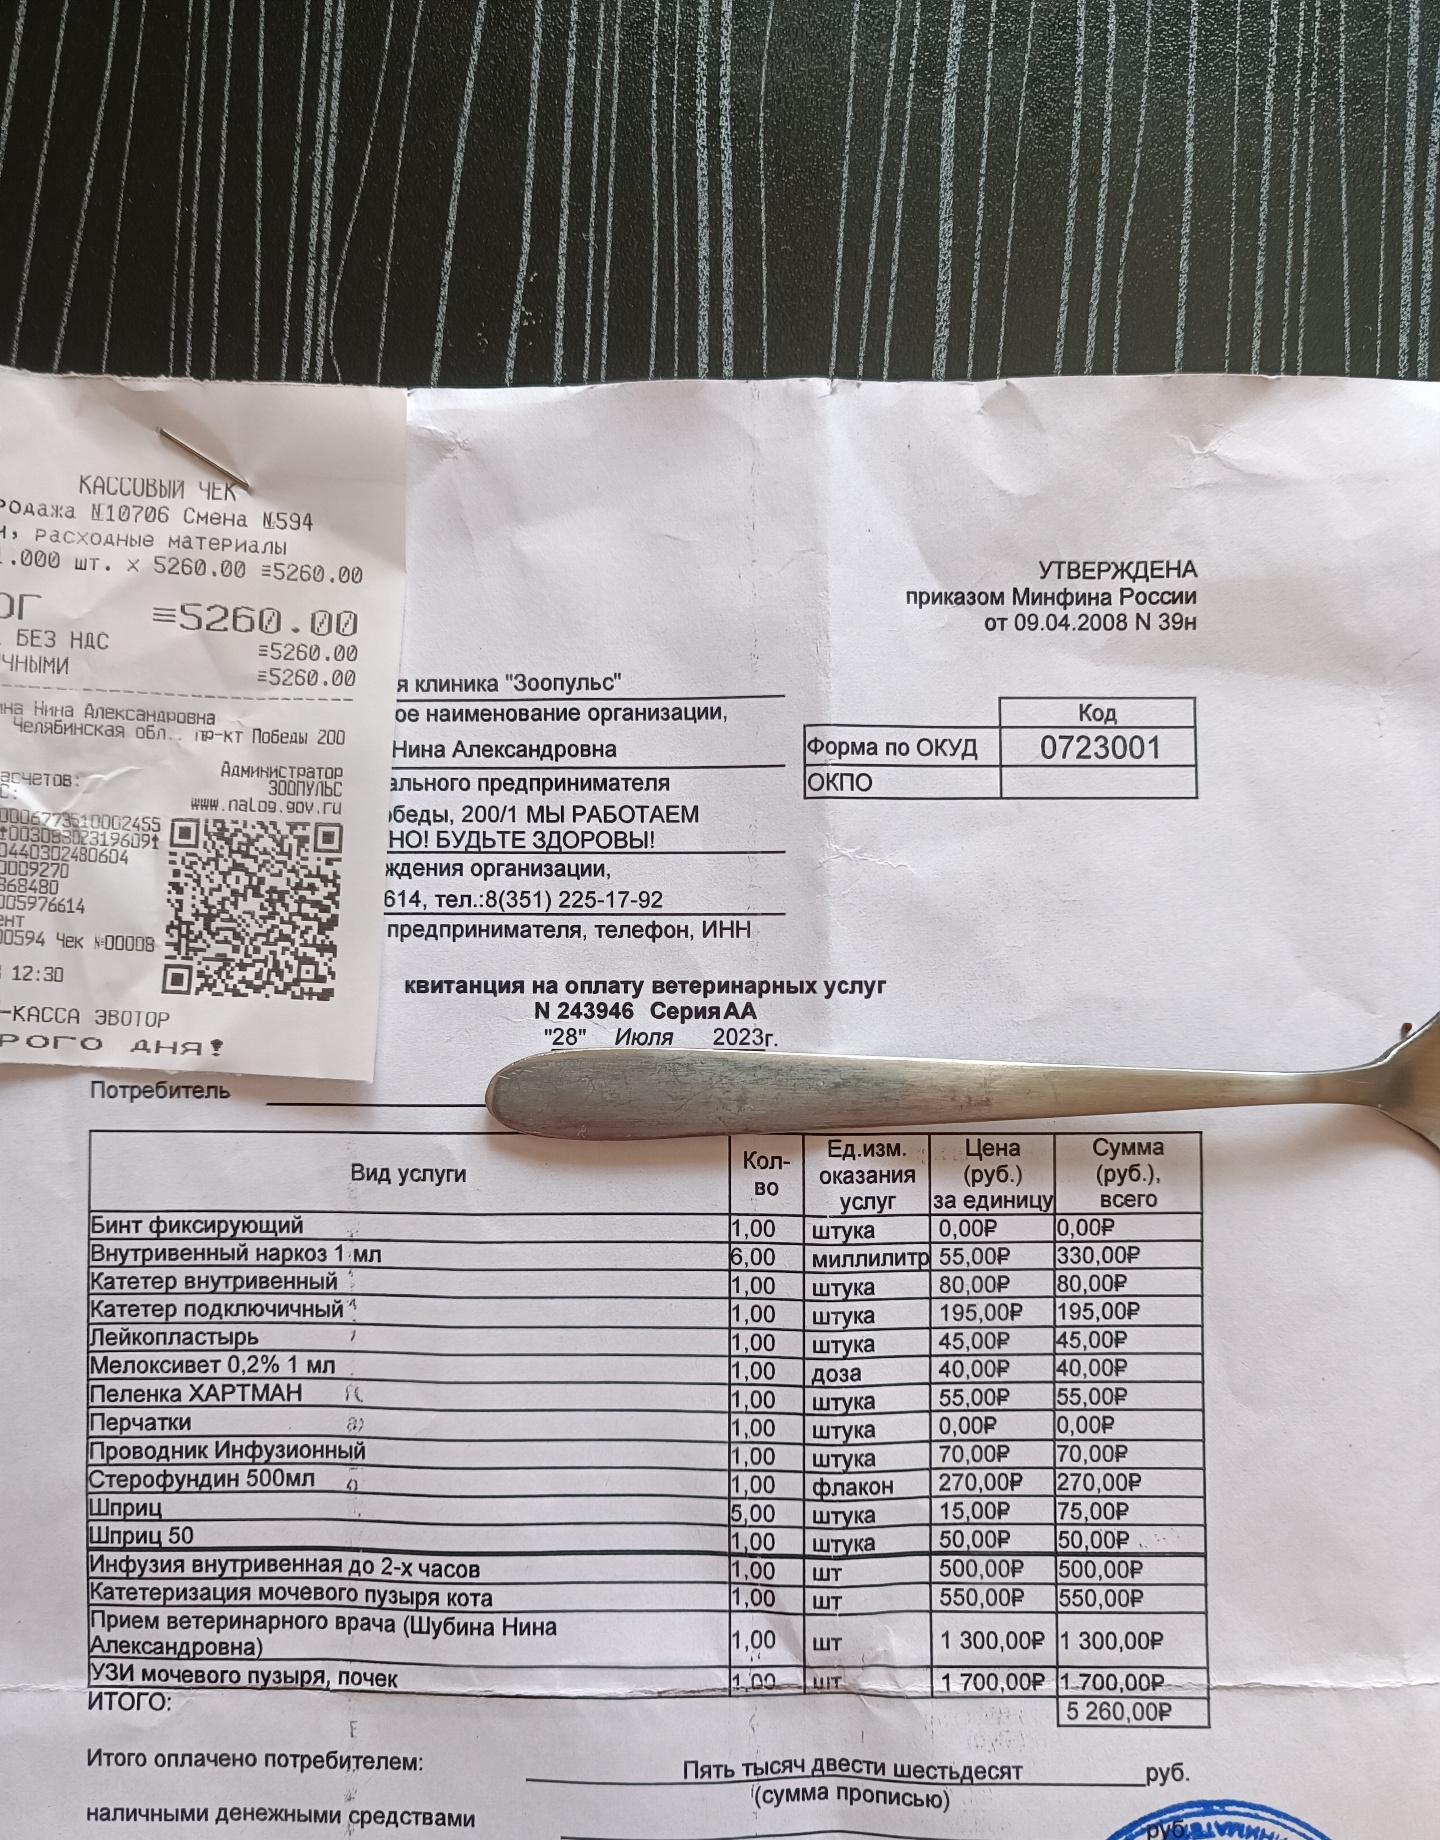 КАССОВЫЙ ЧЕК
родажа №10706 Смена №594
расходные материалы
.000 шт. x 5260.00 ≡5260.00
ОГ ≡5260.00
БЕЗ НДС ≡5260.00
ЧНЫМИ ≡5260.00
на Нина Александровна
Челябинская обл., пр-кт Победы 200
Администратор
асчетов: ЗООПУЛЬС
www.nalog.gov.ru
0440302480604
0009270
868480
005976614
ент
00594 Чек №00008
12:30
-КАССА ЭВОТОР
РОГО ДНЯ!
УТВЕРЖДЕНА
приказом Минфина России
от 09.04.2008 N 39н
я клиника "Зоопульс"
ое наименование организации,
Нина Александровна
ального предпринимателя
обеды, 200/1 МЫ РАБОТАЕМ
НО! БУДЬТЕ ЗДОРОВЫ!
ждения организации,
614, тел.:8(351) 225-17-92
предпринимателя, телефон, ИНН
Код
Форма по ОКУД 0723001
ОКПО
квитанция на оплату ветеринарных услуг
N 243946 Серия АА
"28" Июля 2023г.
Потребитель
Вид услуги Кол-во Ед.изм. оказания услуг Цена (руб.) за единицу Сумма (руб.), всего
Бинт фиксирующий 1,00 штука 0,00₽ 0,00₽
Внутривенный наркоз 1 мл 6,00 миллилитр 55,00₽ 330,00₽
Катетер внутривенный 1,00 штука 80,00₽ 80,00₽
Катетер подключичный 1,00 штука 195,00₽ 195,00₽
Лейкопластырь 1,00 штука 45,00₽ 45,00₽
Мелоксивет 0,2% 1 мл 1,00 доза 40,00₽ 40,00₽
Пеленка ХАРТМАН 1,00 штука 55,00₽ 55,00₽
Перчатки 1,00 штука 0,00₽ 0,00₽
Проводник Инфузионный 1,00 штука 70,00₽ 70,00₽
Стерофундин 500мл 1,00 флакон 270,00₽ 270,00₽
Шприц 5,00 штука 15,00₽ 75,00₽
Шприц 50 1,00 штука 50,00₽ 50,00₽
Инфузия внутривенная до 2-х часов 1,00 шт 500,00₽ 500,00₽
Катетеризация мочевого пузыря кота 1,00 шт 550,00₽ 550,00₽
Прием ветеринарного врача (Шубина Нина
Александровна) 1,00 шт 1 300,00₽ 1 300,00₽
УЗИ мочевого пузыря, почек 1,00 шт 1 700,00₽ 1 700,00₽
ИТОГО: 5 260,00₽
Итого оплачено потребителем: Пять тысяч двести шестьдесят руб.
(сумма прописью)
наличными денежными средствами руб.